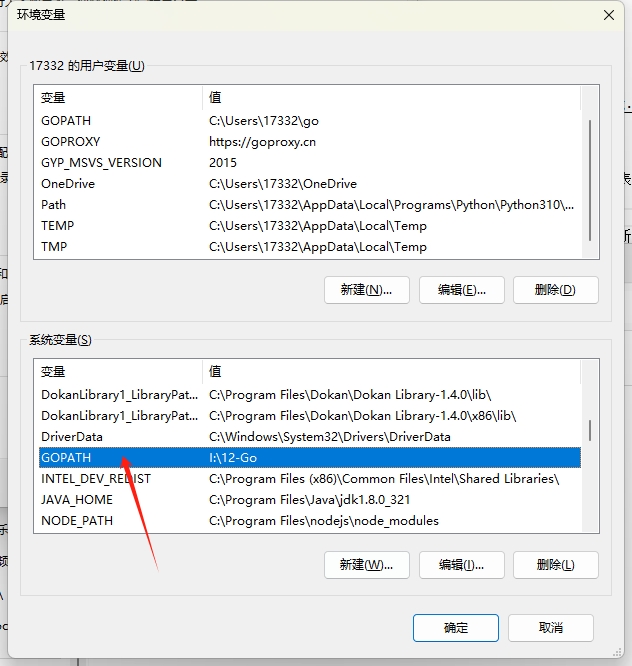 环境变量
17332 的用户变量(U)
变量 值
GOPATH C:\Users\17332\go
GOPROXY https://goproxy.cn
GYP_MSVS_VERSION 2015
OneDrive C:\Users\17332\OneDrive
Path C:\Users\17332\AppData\Local\Programs\Python\Python310\...
TEMP C:\Users\17332\AppData\Local\Temp
TMP C:\Users\17332\AppData\Local\Temp
新建(N)... 编辑(E)... 删除(D)
系统变量(S)
变量 值
DokanLibrary1_LibraryPat... C:\Program Files\Dokan\Dokan Library-1.4.0\lib\
DokanLibrary1_LibraryPat... C:\Program Files\Dokan\Dokan Library-1.4.0\x86\lib\
DriverData C:\Windows\System32\Drivers\DriverData
GOPATH I:\12-Go
INTEL_DEV_REDIST C:\Program Files (x86)\Common Files\Intel\Shared Libraries\
JAVA_HOME C:\Program Files\Java\jdk1.8.0_321
NODE_PATH C:\Program Files\nodejs\node_modules
新建(W)... 编辑(I)... 删除(L)
确定 取消